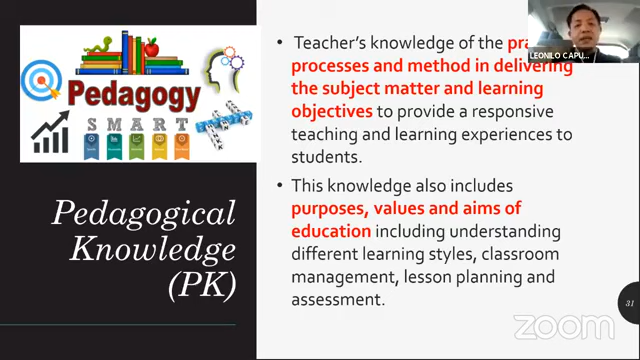 Pedagogy
S M A R T
Pedagogical
Knowledge
(PK)
• Teacher's knowledge of the
processes and method in delivering
the subject matter and learning
objectives to provide a responsive
teaching and learning experiences to
students.
• This knowledge also includes
purposes, values and aims of
education including understanding
different learning styles, classroom
management, lesson planning and
assessment.
LEONILO CAPU...
31
zoom